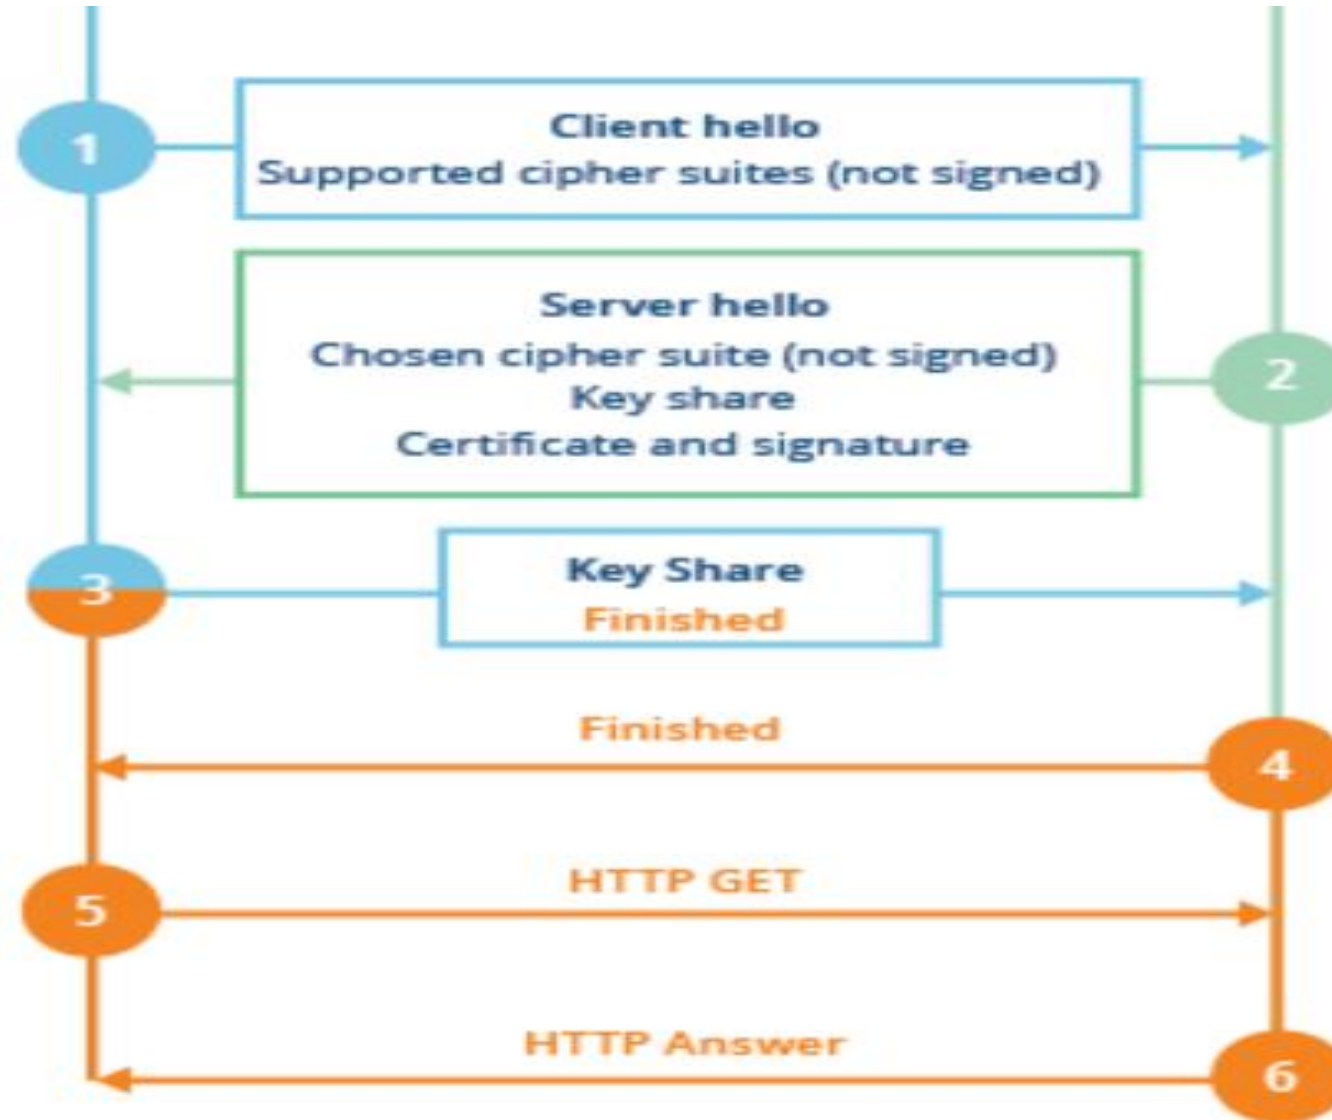 1
Client hello
Supported cipher suites (not signed)
Server hello
Chosen cipher suite (not signed)
Key share
Certificate and signature
2
3
Key Share
Finished
Finished
4
HTTP GET
5
HTTP Answer
6